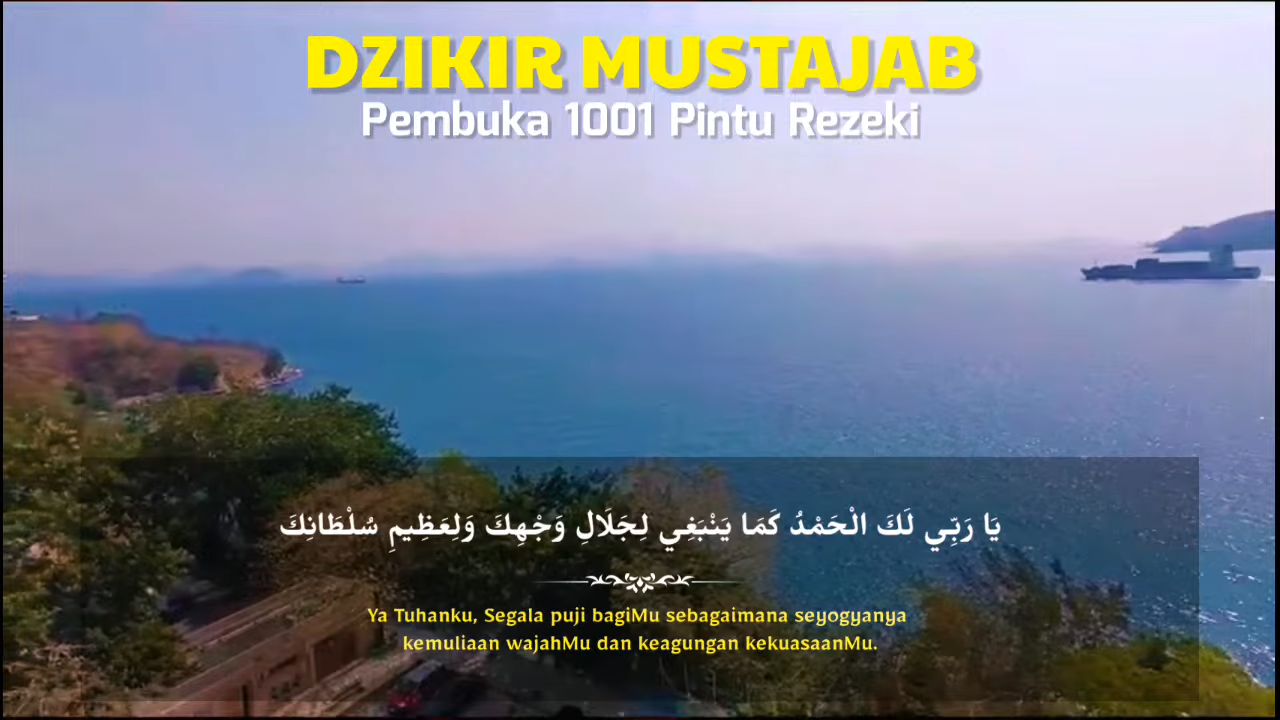 DZIKIR MUSTAJAB
Pembuka 1001 Pintu Rezeki
يَا رَبِّي لَكَ الْحَمْدُ كَمَا يَنْبَغِي لِجَلَالِ وَجْهِكَ وَلِعَظِيمِ سُلْطَانِكَ
Ya Tuhanku, Segala puji bagiMu sebagaimana seyogyanya
kemuliaan wajahMu dan keagungan kekuasaanMu.